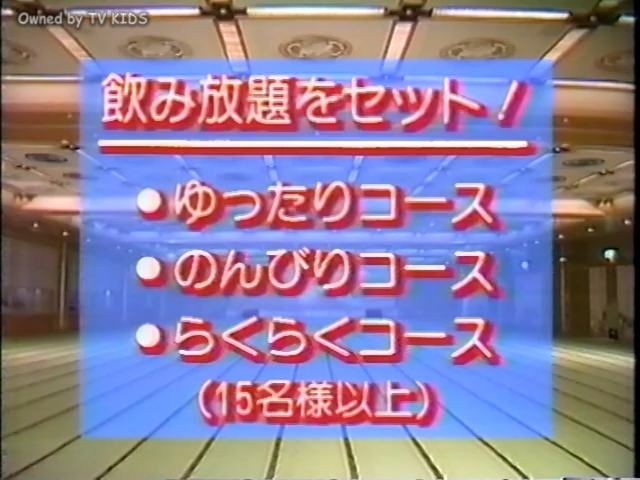 Owned by TV KIDS
飲み放題をセット！
●ゆったりコース
●のんびりコース
●らくらくコース
(15名様以上)